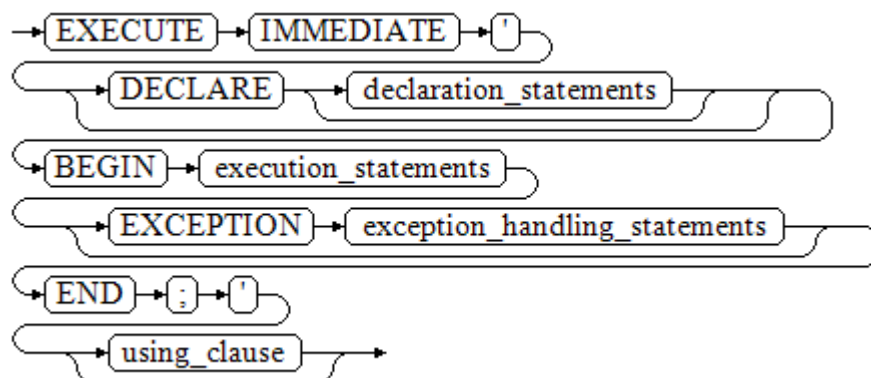 EXECUTE IMMEDIATE '
DECLARE declaration_statements
BEGIN execution_statements
EXCEPTION exception_handling_statements
END ; '
using_clause